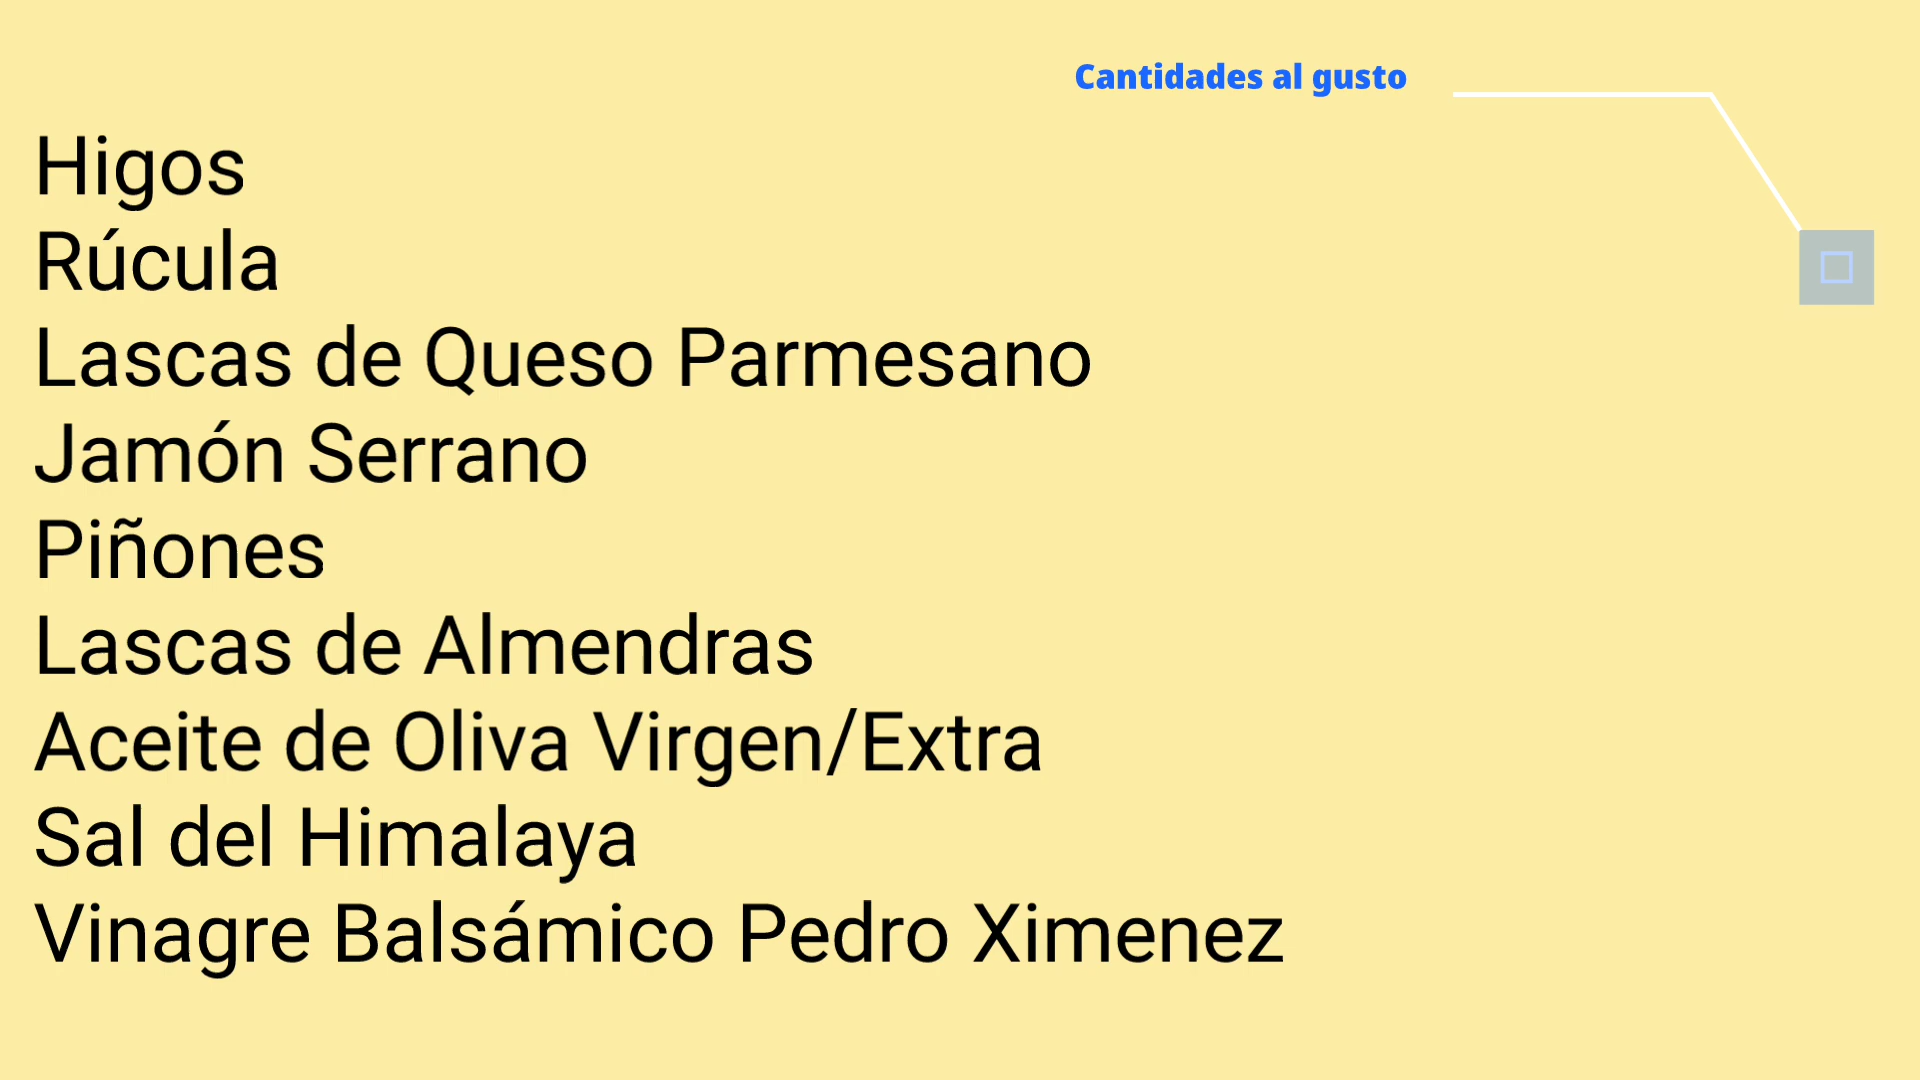 Cantidades al gusto
Higos
Rúcula
Lascas de Queso Parmesano
Jamón Serrano
Piñones
Lascas de Almendras
Aceite de Oliva Virgen/Extra
Sal del Himalaya
Vinagre Balsámico Pedro Ximenez